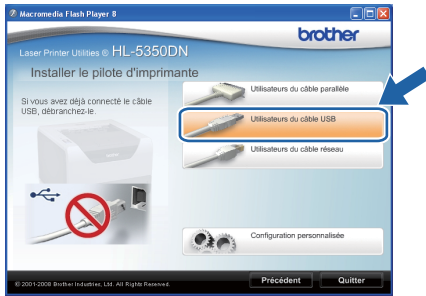 Macromedia Flash Player 8
brother
Laser Printer Utilities ® HL-5350DN
Installer le pilote d'imprimante
Si vous avez déjà connecté le câble
USB, débranchez-le.
Utilisateurs du câble parallèle
Utilisateurs du câble USB
Utilisateurs du câble réseau
Configuration personnalisée
© 2001-2008 Brother Industries, Ltd. All Rights Reserved.
Précédent
Quitter